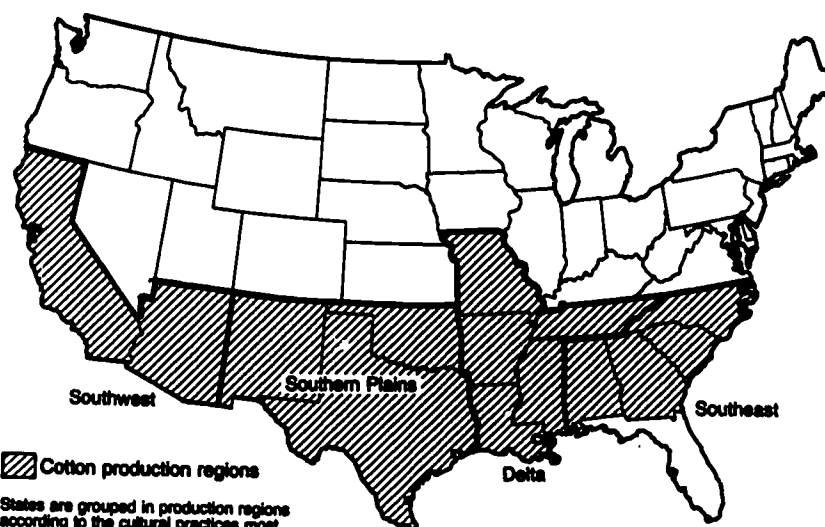 Southwest
Southern Plains
Southeast
Delta
Cotton production regions
States are grouped in production regions
according to the cultural practices most